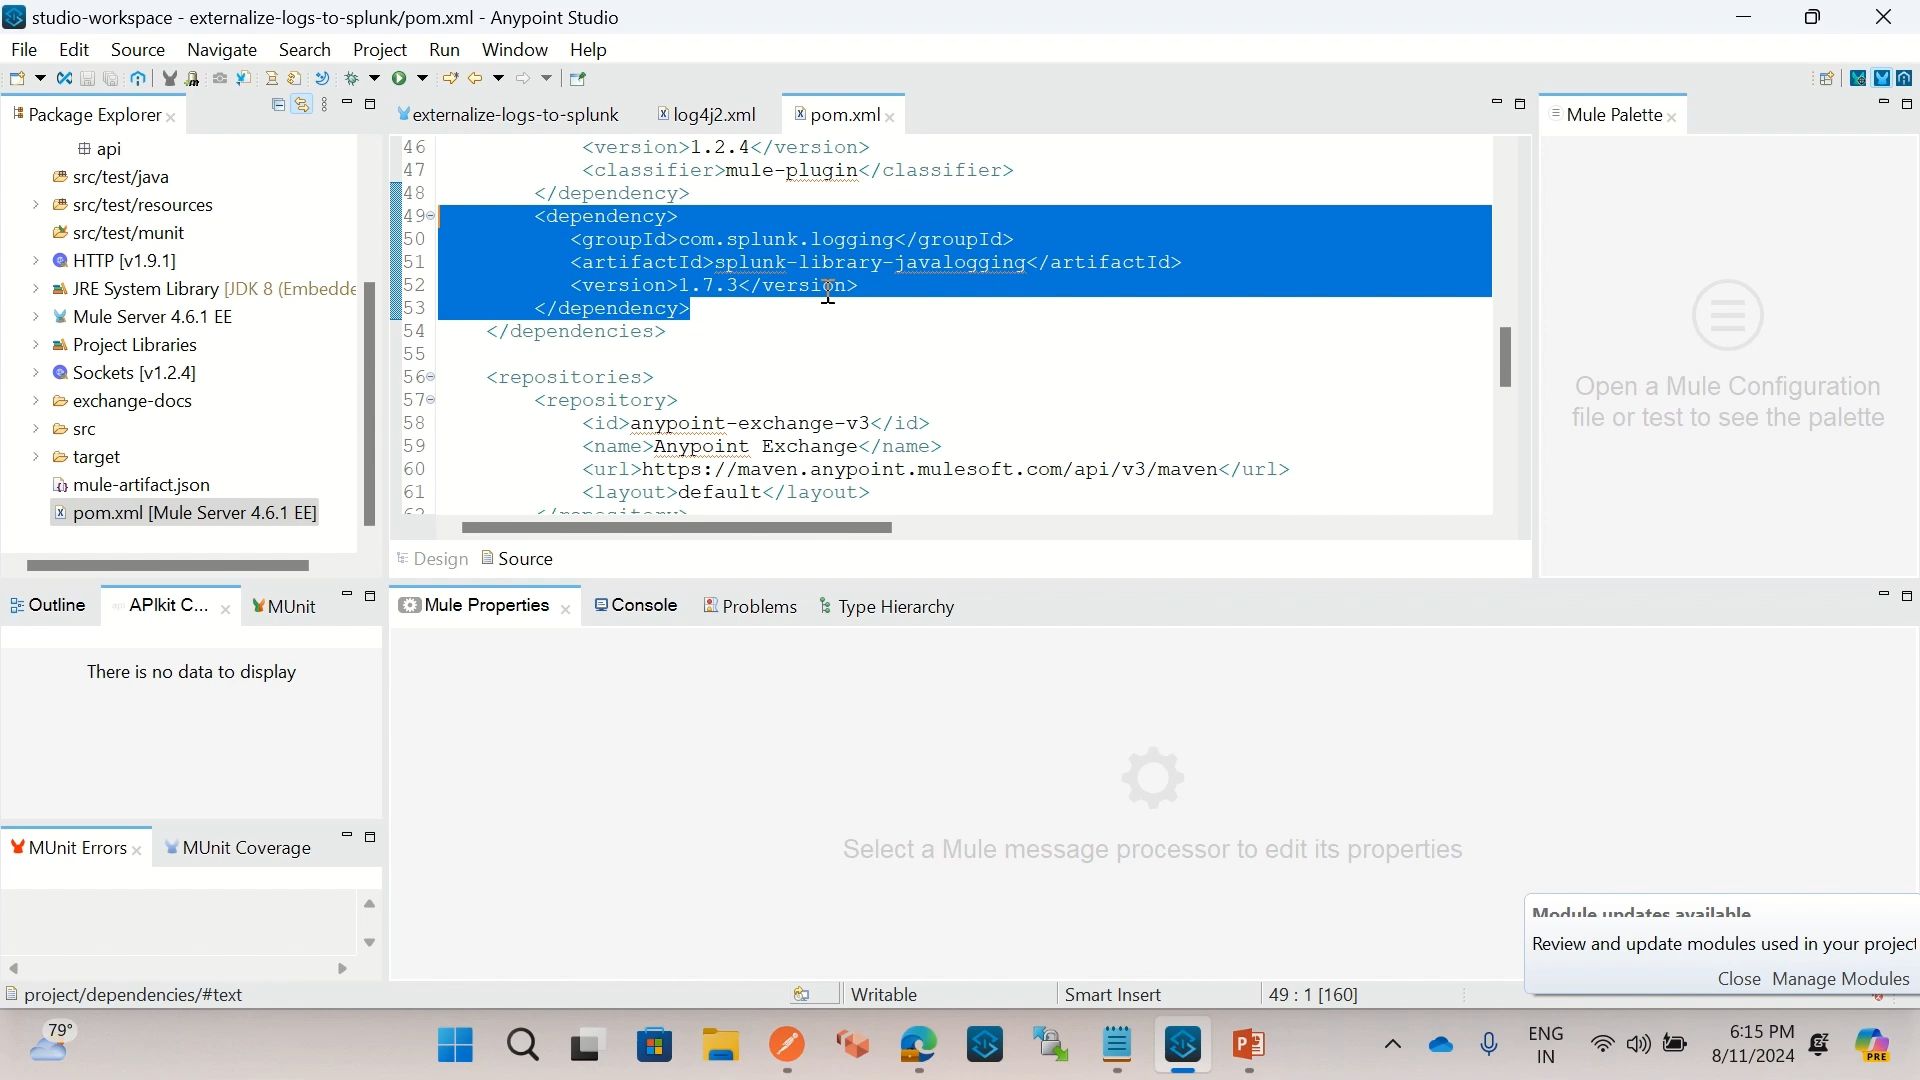 studio-workspace - externalize-logs-to-splunk/pom.xml - Anypoint Studio
File Edit Source Navigate Search Project Run Window Help
Package Explorer
api
src/test/java
src/test/resources
src/test/munit
HTTP [v1.9.1]
JRE System Library [JDK 8 (Embedde
Mule Server 4.6.1 EE
Project Libraries
Sockets [v1.2.4]
exchange-docs
src
target
mule-artifact.json
pom.xml [Mule Server 4.6.1 EE]
externalize-logs-to-splunk log4j2.xml pom.xml
46 <version>1.2.4</version>
47 <classifier>mule-plugin</classifier>
48 </dependency>
49 <dependency>
50 <groupId>com.splunk.logging</groupId>
51 <artifactId>splunk-library-javalogging</artifactId>
52 <version>1.7.3</version>
53 </dependency>
54 </dependencies>
55
56 <repositories>
57 <repository>
58 <id>anypoint-exchange-v3</id>
59 <name>Anypoint Exchange</name>
60 <url>https://maven.anypoint.mulesoft.com/api/v3/maven</url>
61 <layout>default</layout>
Design Source
Mule Palette
Open a Mule Configuration
file or test to see the palette
Outline APIkit C... MUnit
There is no data to display
MUnit Errors MUnit Coverage
Mule Properties Console Problems Type Hierarchy
Select a Mule message processor to edit its properties
Module updates available
Review and update modules used in your project
Close Manage Modules
project/dependencies/#text Writable Smart Insert 49 : 1 [160]
79°
ENG
IN
6:15 PM
8/11/2024
PRE